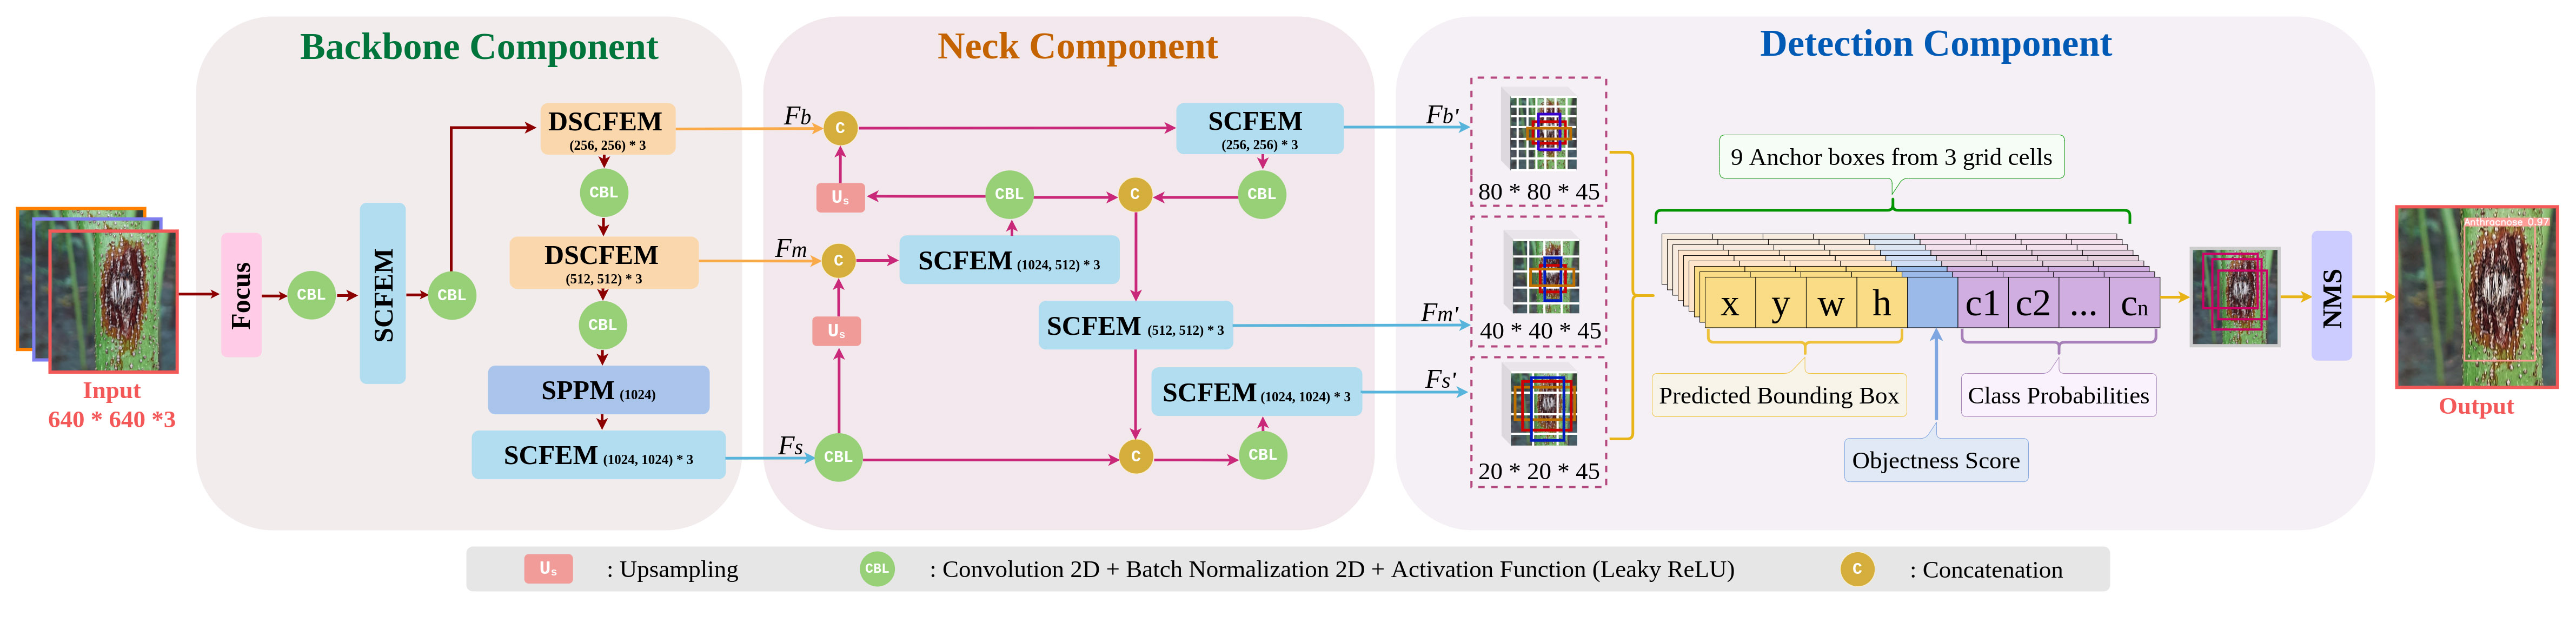 Backbone Component
Neck Component
Detection Component
Input
640 * 640 *3
Focus
CBL
SCFEM
CBL
DSCFEM
(256, 256) * 3
CBL
DSCFEM
(512, 512) * 3
CBL
SPPM (1024)
SCFEM (1024, 1024) * 3
Fb
C
Us
Fm
C
Us
Fs
CBL
CBL
SCFEM (1024, 512) * 3
C
SCFEM
(256, 256) * 3
CBL
SCFEM (512, 512) * 3
SCFEM (1024, 1024) * 3
C
CBL
Fb'
Fm'
Fs'
80 * 80 * 45
40 * 40 * 45
20 * 20 * 45
9 Anchor boxes from 3 grid cells
x y w h c1 c2 ... cn
Predicted Bounding Box
Class Probabilities
Objectness Score
NMS
Anthrocnose 0.97
Output
Us : Upsampling
CBL : Convolution 2D + Batch Normalization 2D + Activation Function (Leaky ReLU)
C : Concatenation